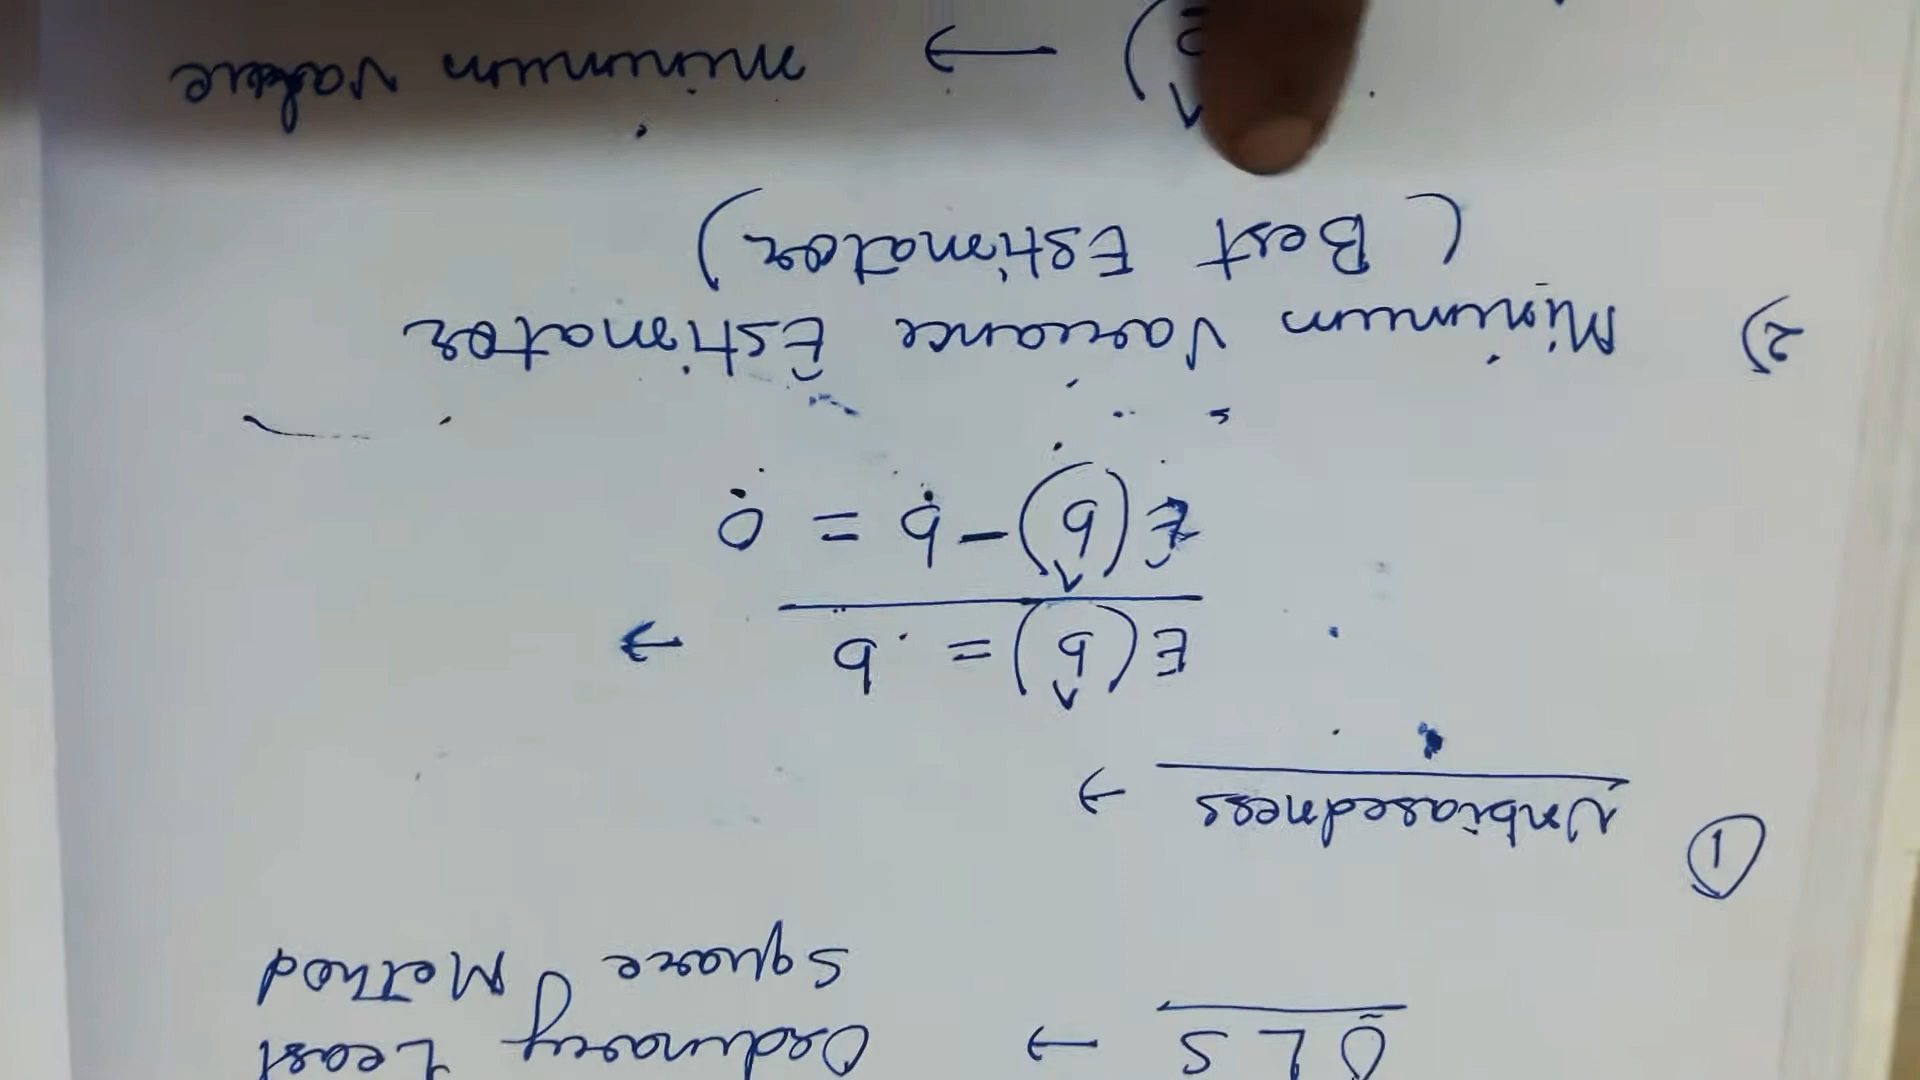 OLS → Ordinary Least
Square Method
① Unbiasedness →
E(b̂) = b →
E(b̂) - b = 0
2) Minimum Variance Estimator
(Best Estimator)
) → minimum value